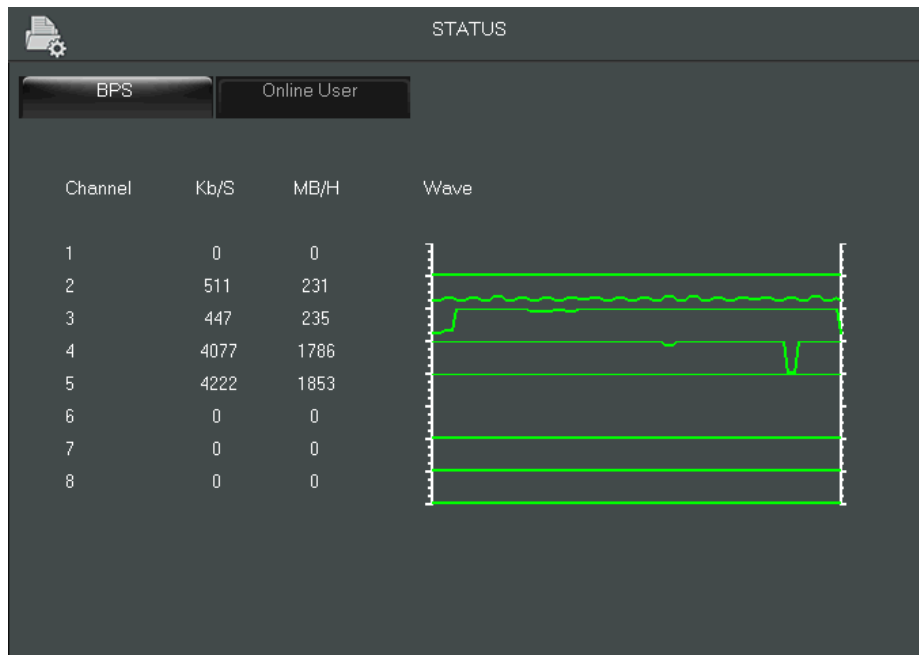 STATUS
BPS Online User
Channel Kb/S MB/H Wave
1 0 0
2 511 231
3 447 235
4 4077 1786
5 4222 1853
6 0 0
7 0 0
8 0 0